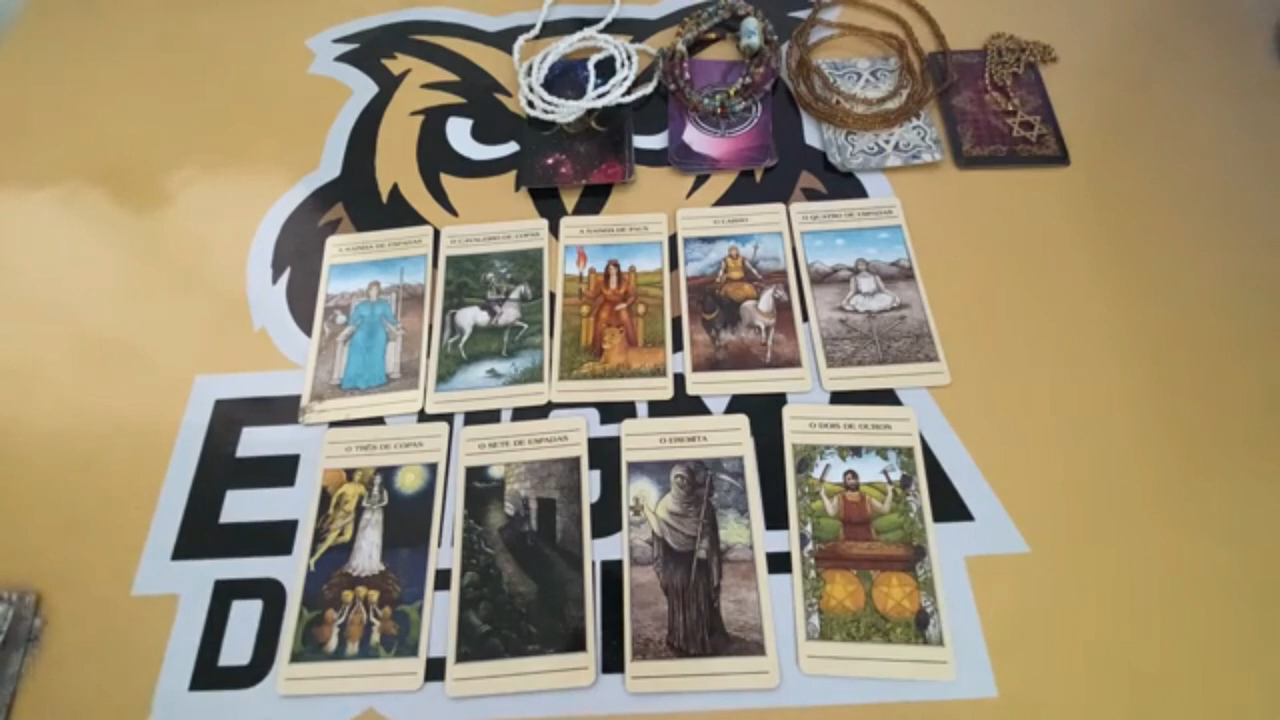 A RAINHA DE ESPADAS
O CAVALEIRO DE COPAS
A RAINHA DE PAUS
O CARRO
O QUATRO DE ESPADAS
O TRÊS DE COPAS
O SETE DE ESPADAS
O EREMITA
O DOIS DE OUROS